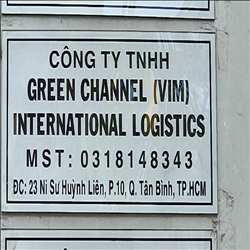 CÔNG TY TNHH
GREEN CHANNEL (VIM)
INTERNATIONAL LOGISTICS
MST: 0318148343
ĐC: 23 Ni Sư Huỳnh Liên, P.10, Q. Tân Bình, TP.HCM